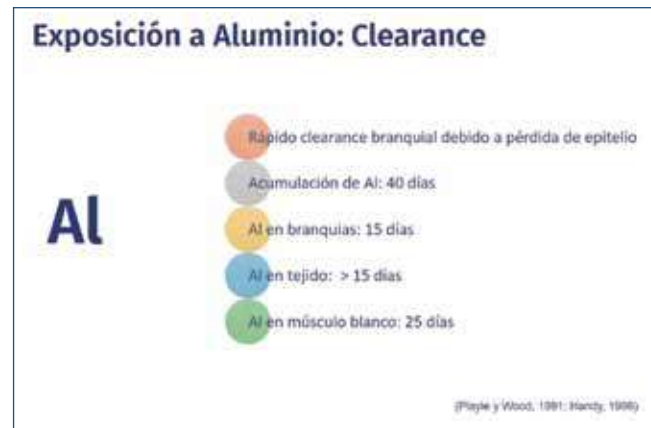 Exposición a Aluminio: Clearance
Rápido clearance branquial debido a pérdida de epitelio
Acumulación de Al: 40 días
Al
Al en branquias: 15 días
Al en tejido: > 15 días
Al en músculo blanco: 25 días
(Playle y Wood, 1991; Handy, 1996)